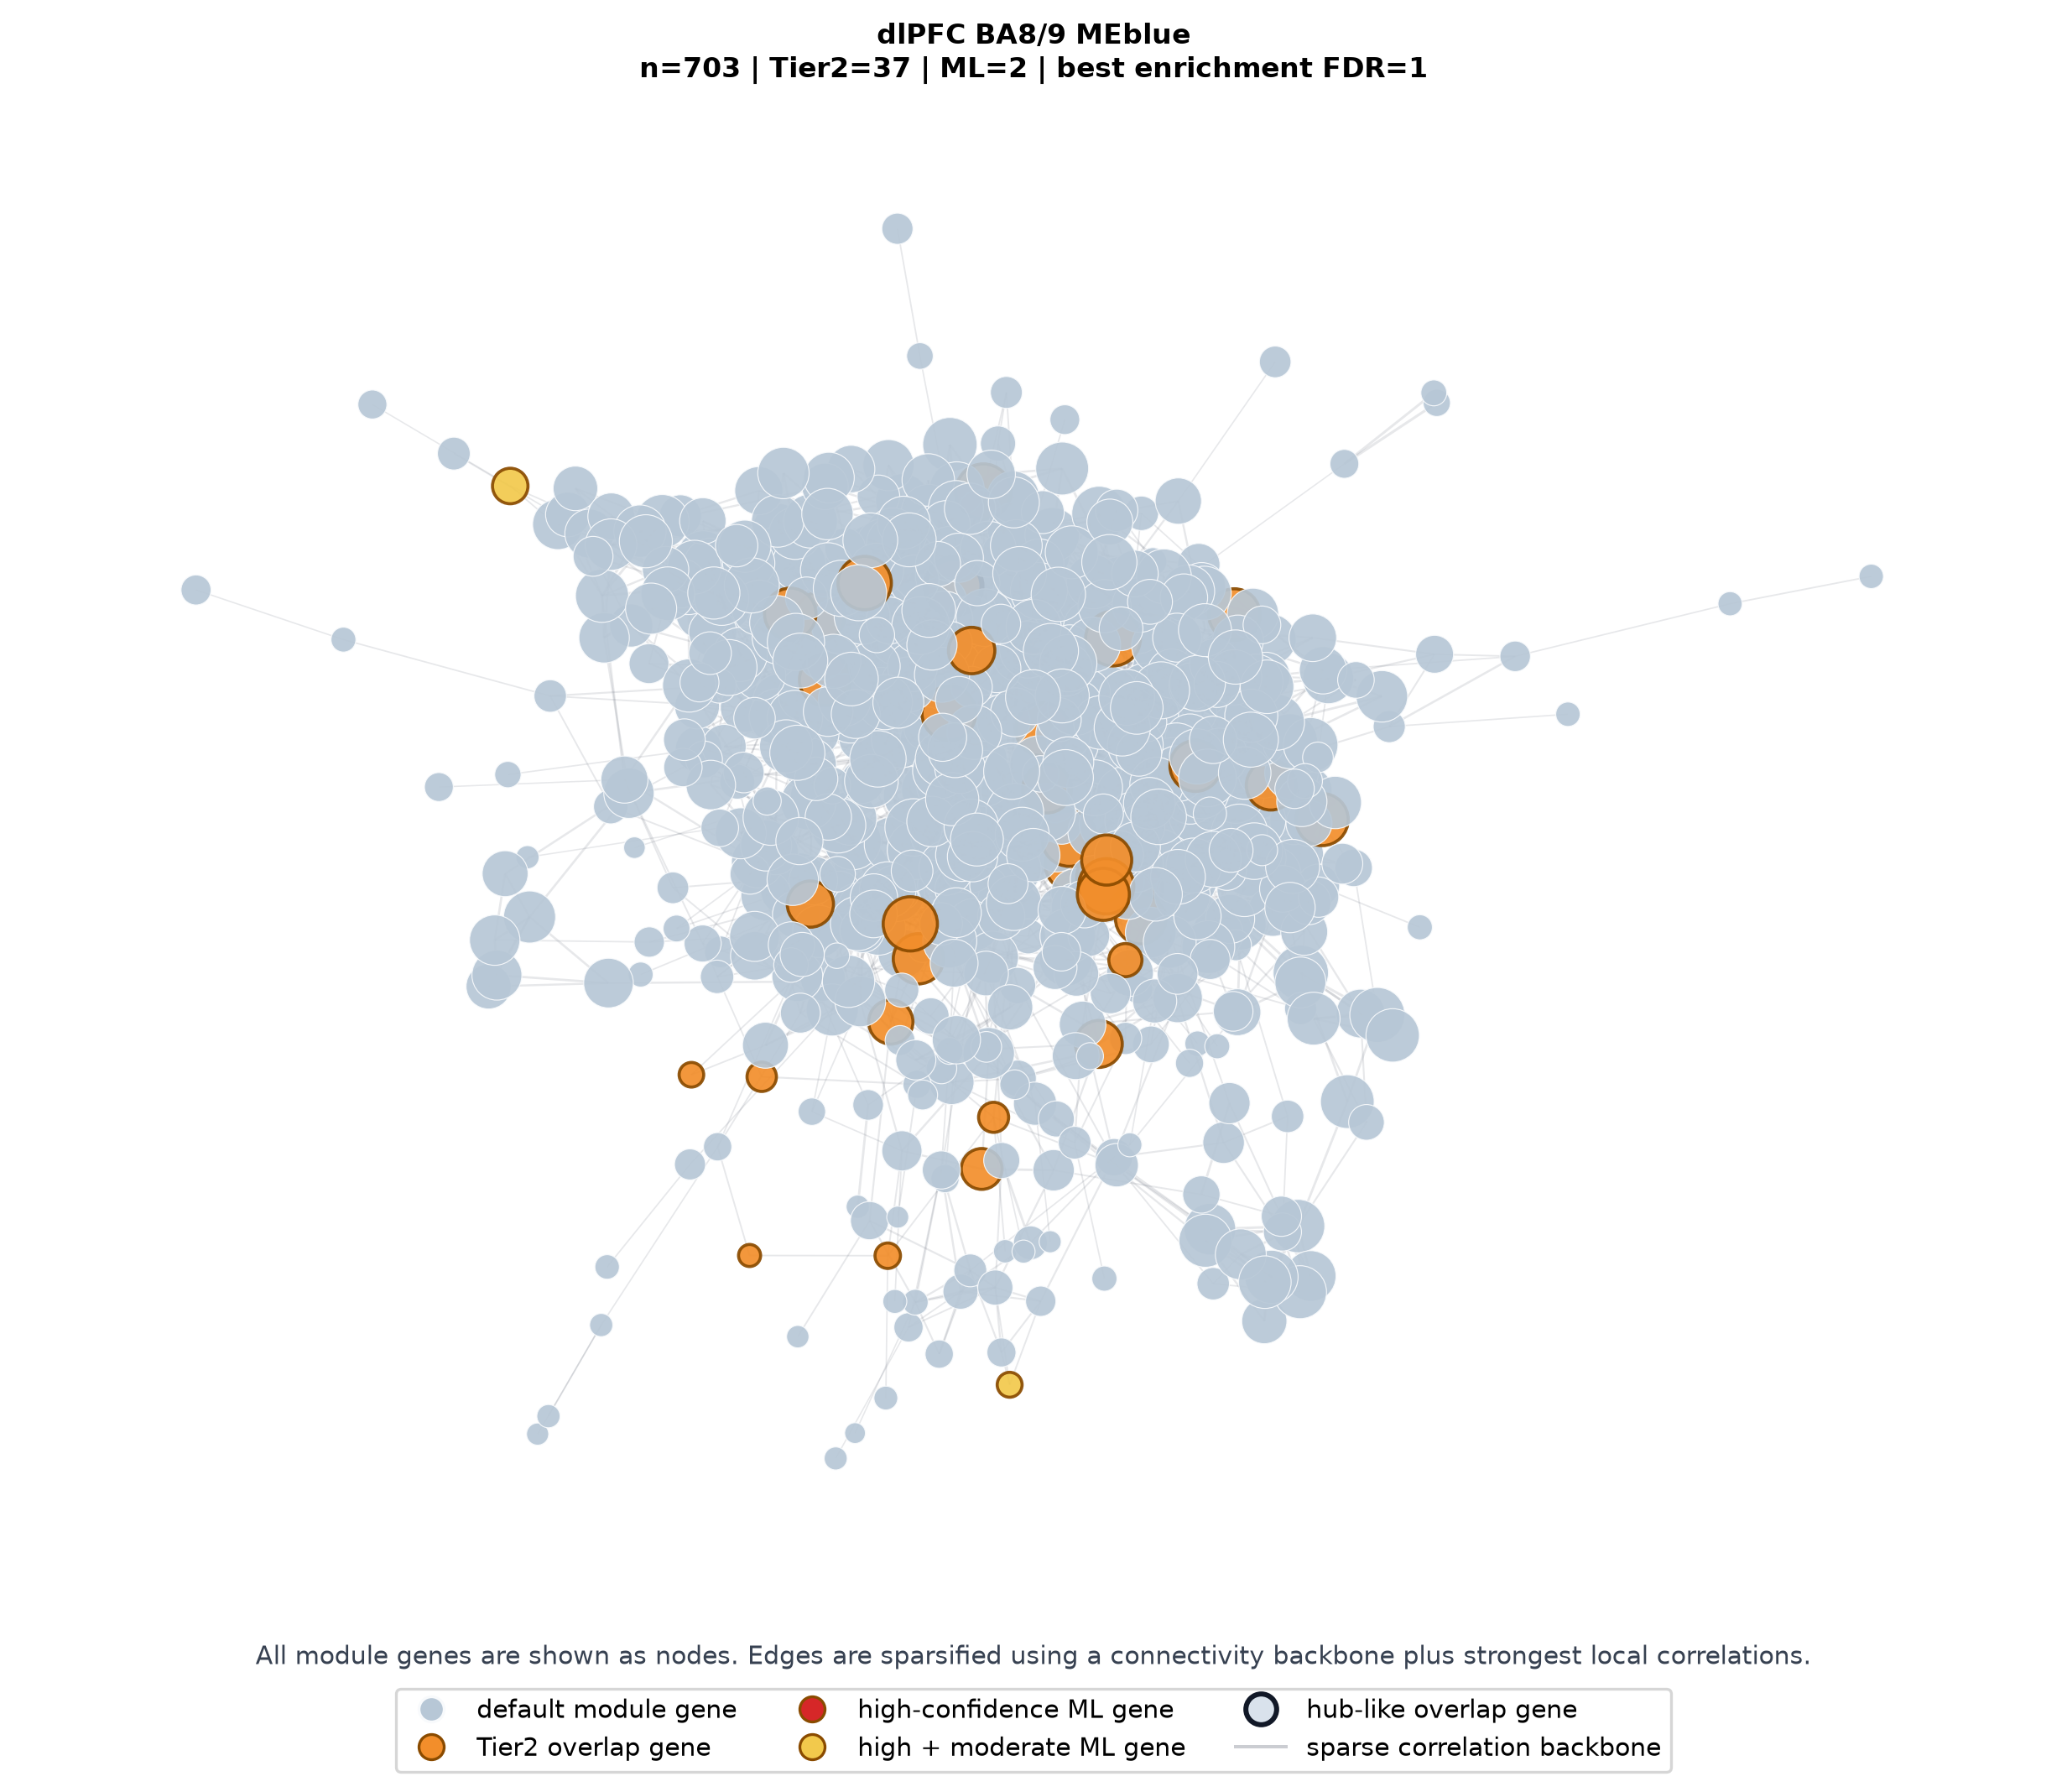 dlPFC BA8/9 MEblue
n=703 | Tier2=37 | ML=2 | best enrichment FDR=1
All module genes are shown as nodes. Edges are sparsified using a connectivity backbone plus strongest local correlations.
default module gene
Tier2 overlap gene
high-confidence ML gene
high + moderate ML gene
hub-like overlap gene
sparse correlation backbone